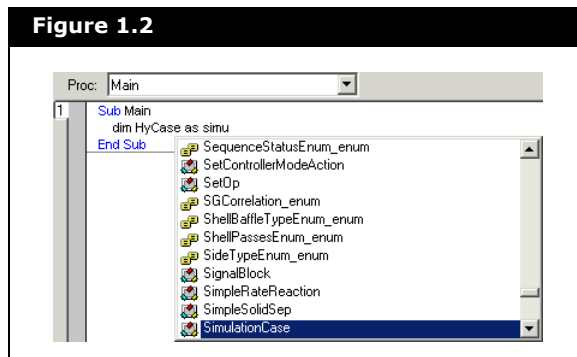 Figure 1.2
Proc: Main
1 Sub Main
dim HyCase as simu
End Sub
SequenceStatusEnum_enum
SetControllerModeAction
SetOp
SGCorrelation_enum
ShellBaffleTypeEnum_enum
ShellPassesEnum_enum
SideTypeEnum_enum
SignalBlock
SimpleRateReaction
SimpleSolidSep
SimulationCase